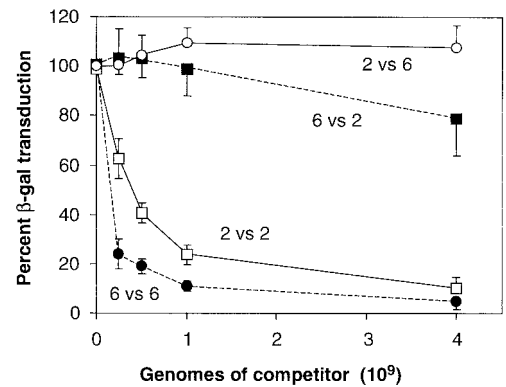 Percent β-gal transduction
120
100
80
60
40
20
0
2 vs 6
6 vs 2
2 vs 2
6 vs 6
0 1 2 3 4
Genomes of competitor (10⁹)